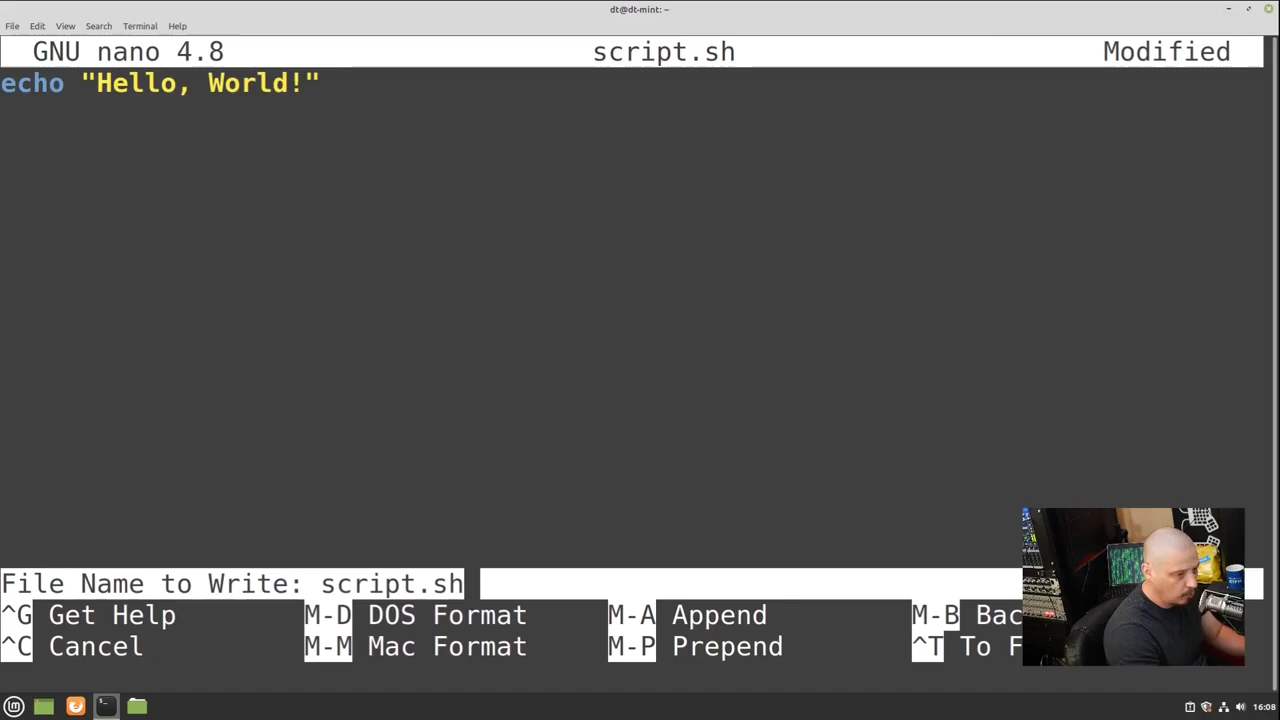 dt@dt-mint: ~
File Edit View Search Terminal Help
GNU nano 4.8 script.sh Modified
echo "Hello, World!"
File Name to Write: script.sh
^G Get Help M-D DOS Format M-A Append M-B Bac
^C Cancel M-M Mac Format M-P Prepend ^T To F
16:08